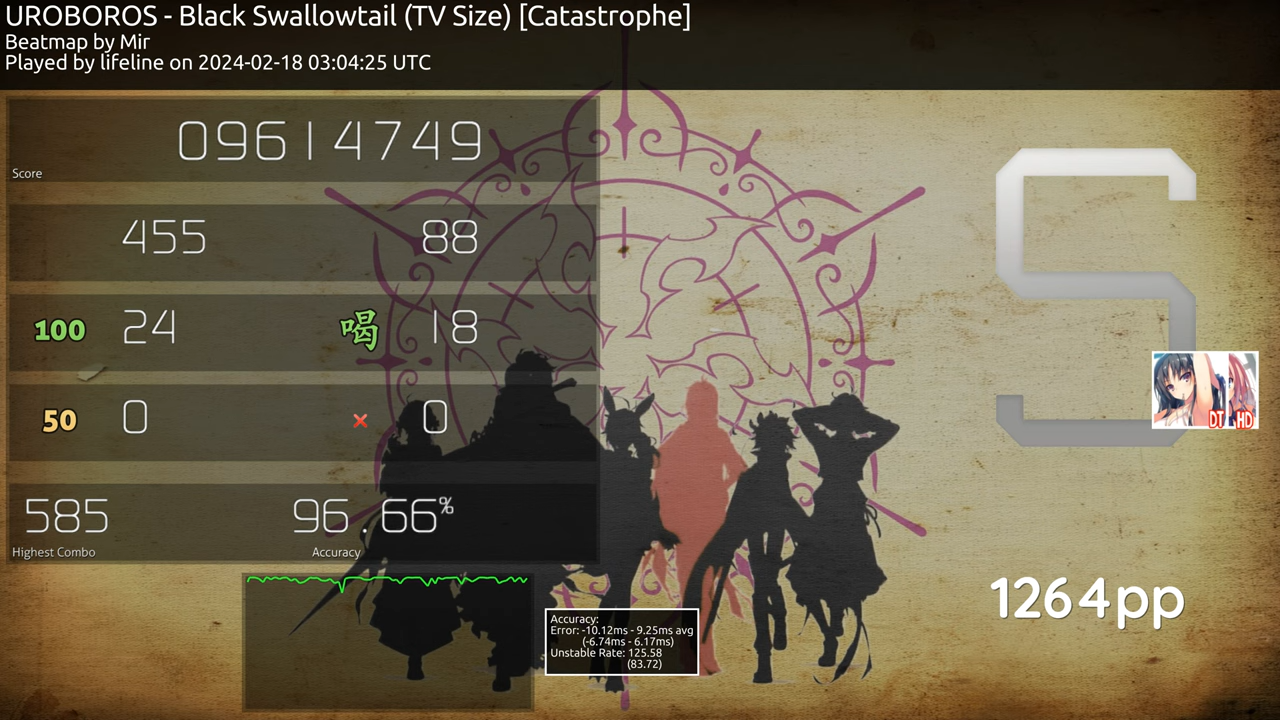 UROBOROS - Black Swallowtail (TV Size) [Catastrophe]
Beatmap by Mir
Played by lifeline on 2024-02-18 03:04:25 UTC
09614749
Score
455 88
100 24 喝 18
50 0 × 0
585 96.66%
Highest Combo Accuracy
DT HD
1264pp
Accuracy:
Error: -10.12ms - 9.25ms avg
(-6.74ms - 6.17ms)
Unstable Rate: 125.58
(83.72)